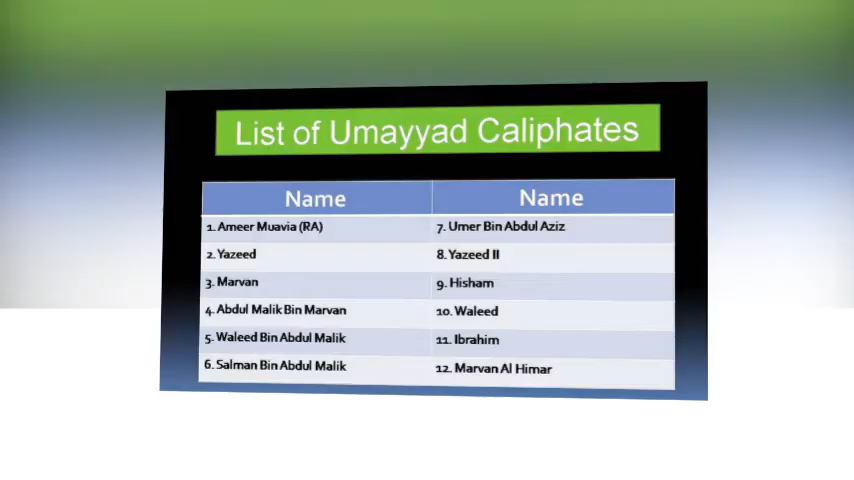 List of Umayyad Caliphates
Name
1. Ameer Muavia (RA)
2. Yazeed
3. Marvan
4. Abdul Malik Bin Marvan
5. Waleed Bin Abdul Malik
6. Salman Bin Abdul Malik
Name
7. Umer Bin Abdul Aziz
8. Yazeed II
9. Hisham
10. Waleed
11. Ibrahim
12. Marvan Al Himar